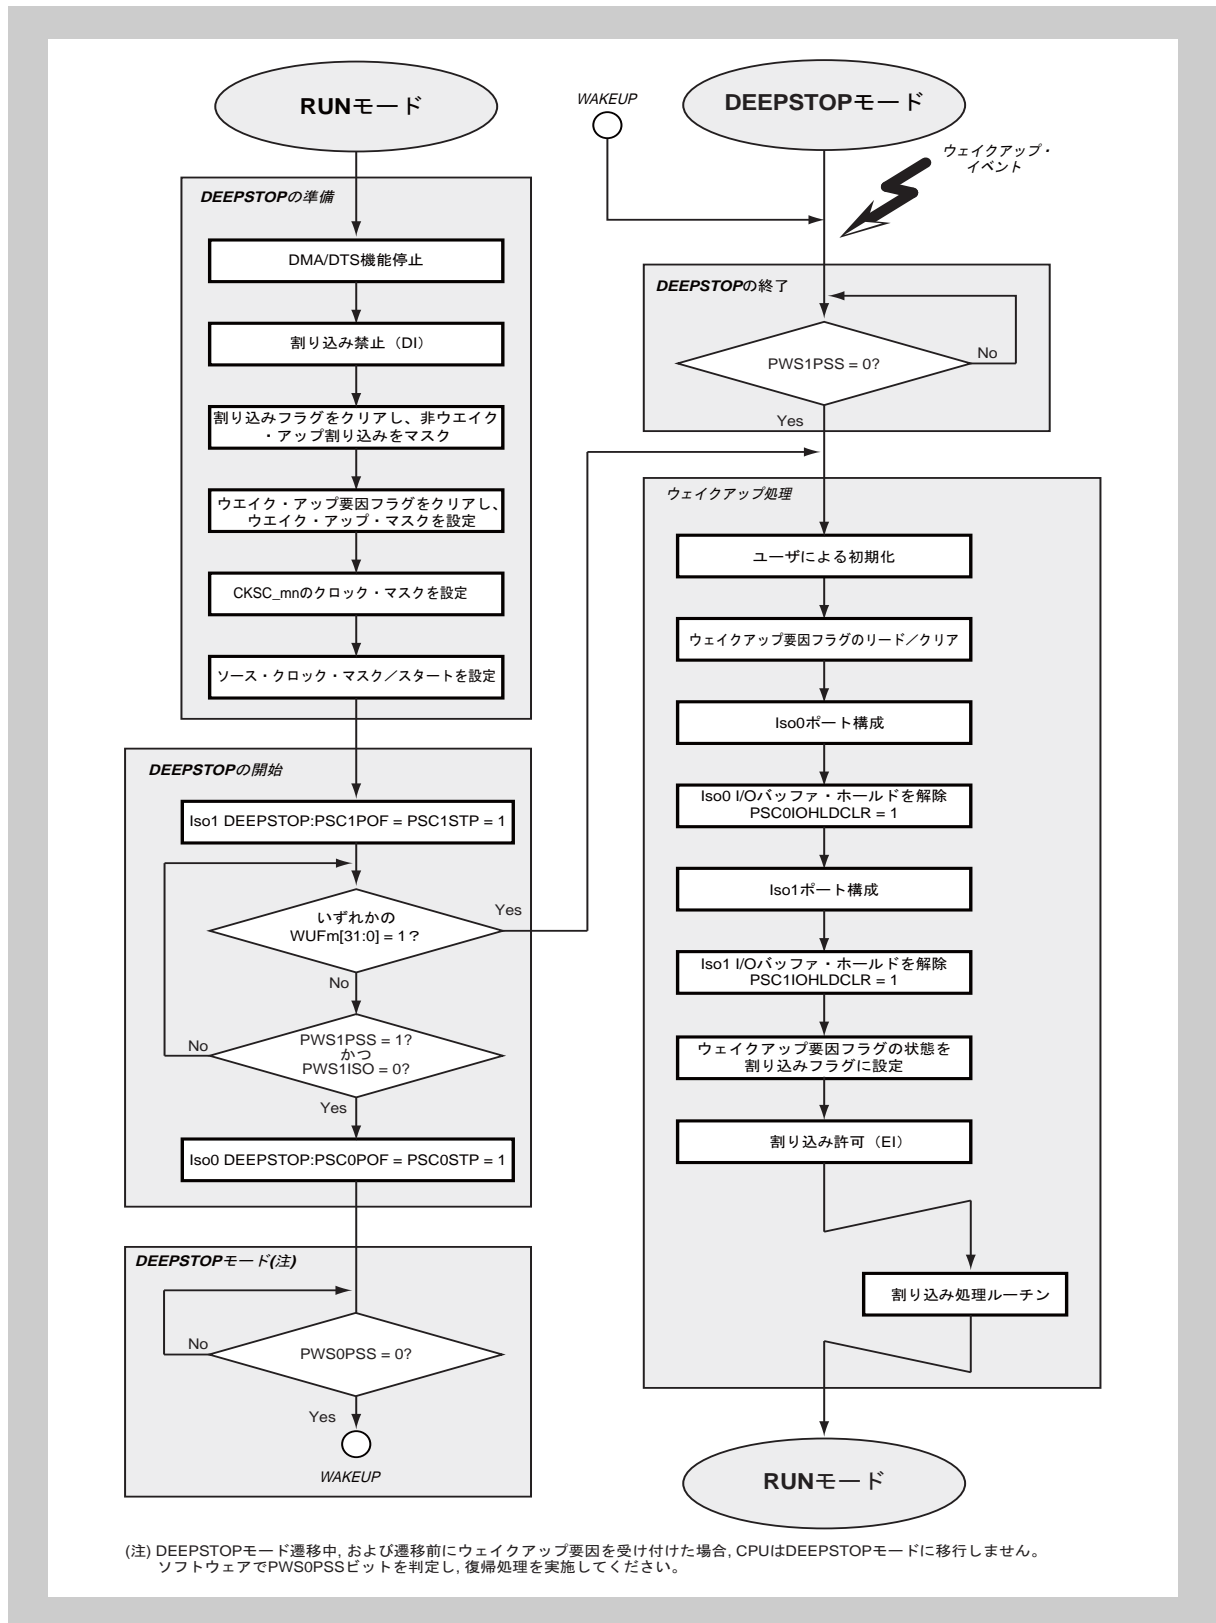 RUNモード
DEEPSTOPの準備
DMA/DTS機能停止
割り込み禁止（DI）
割り込みフラグをクリアし、非ウエイク
・アップ割り込みをマスク
ウエイク・アップ要因フラグをクリアし、
ウエイク・アップ・マスクを設定
CKSC_mnのクロック・マスクを設定
ソース・クロック・マスク／スタートを設定
DEEPSTOPの開始
Iso1 DEEPSTOP:PSC1POF = PSC1STP = 1
いずれかの
WUFm[31:0] = 1？
Yes
No
PWS1PSS = 1?
かつ
PWS1ISO = 0?
No
Yes
Iso0 DEEPSTOP:PSC0POF = PSC0STP = 1
DEEPSTOPモード(注)
PWS0PSS = 0?
No
Yes
WAKEUP
WAKEUP
DEEPSTOPモード
ウェイクアップ・
イベント
DEEPSTOPの終了
PWS1PSS = 0?
No
Yes
ウェイクアップ処理
ユーザによる初期化
ウェイクアップ要因フラグのリード／クリア
Iso0ポート構成
Iso0 I/Oバッファ・ホールドを解除
PSC0IOHLDCLR = 1
Iso1ポート構成
Iso1 I/Oバッファ・ホールドを解除
PSC1IOHLDCLR = 1
ウェイクアップ要因フラグの状態を
割り込みフラグに設定
割り込み許可（EI）
割り込み処理ルーチン
RUNモード
(注) DEEPSTOPモード遷移中, および遷移前にウェイクアップ要因を受け付けた場合, CPUはDEEPSTOPモードに移行しません。
ソフトウェアでPWS0PSSビットを判定し, 復帰処理を実施してください。